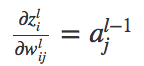 ∂z_i^l / ∂w_ij^l = a_j^{l−1}